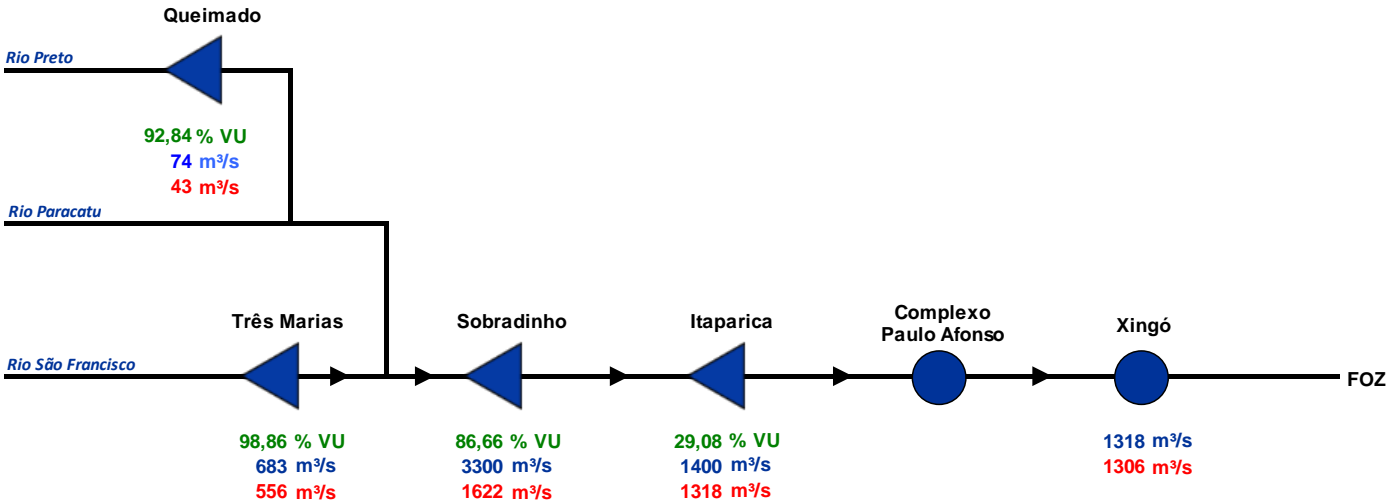 Queimado
Rio Preto
92,84 % VU
74 m³/s
43 m³/s
Rio Paracatu
Três Marias
Sobradinho
Itaparica
Complexo
Paulo Afonso
Xingó
Rio São Francisco
FOZ
98,86 % VU
683 m³/s
556 m³/s
86,66 % VU
3300 m³/s
1622 m³/s
29,08 % VU
1400 m³/s
1318 m³/s
1318 m³/s
1306 m³/s